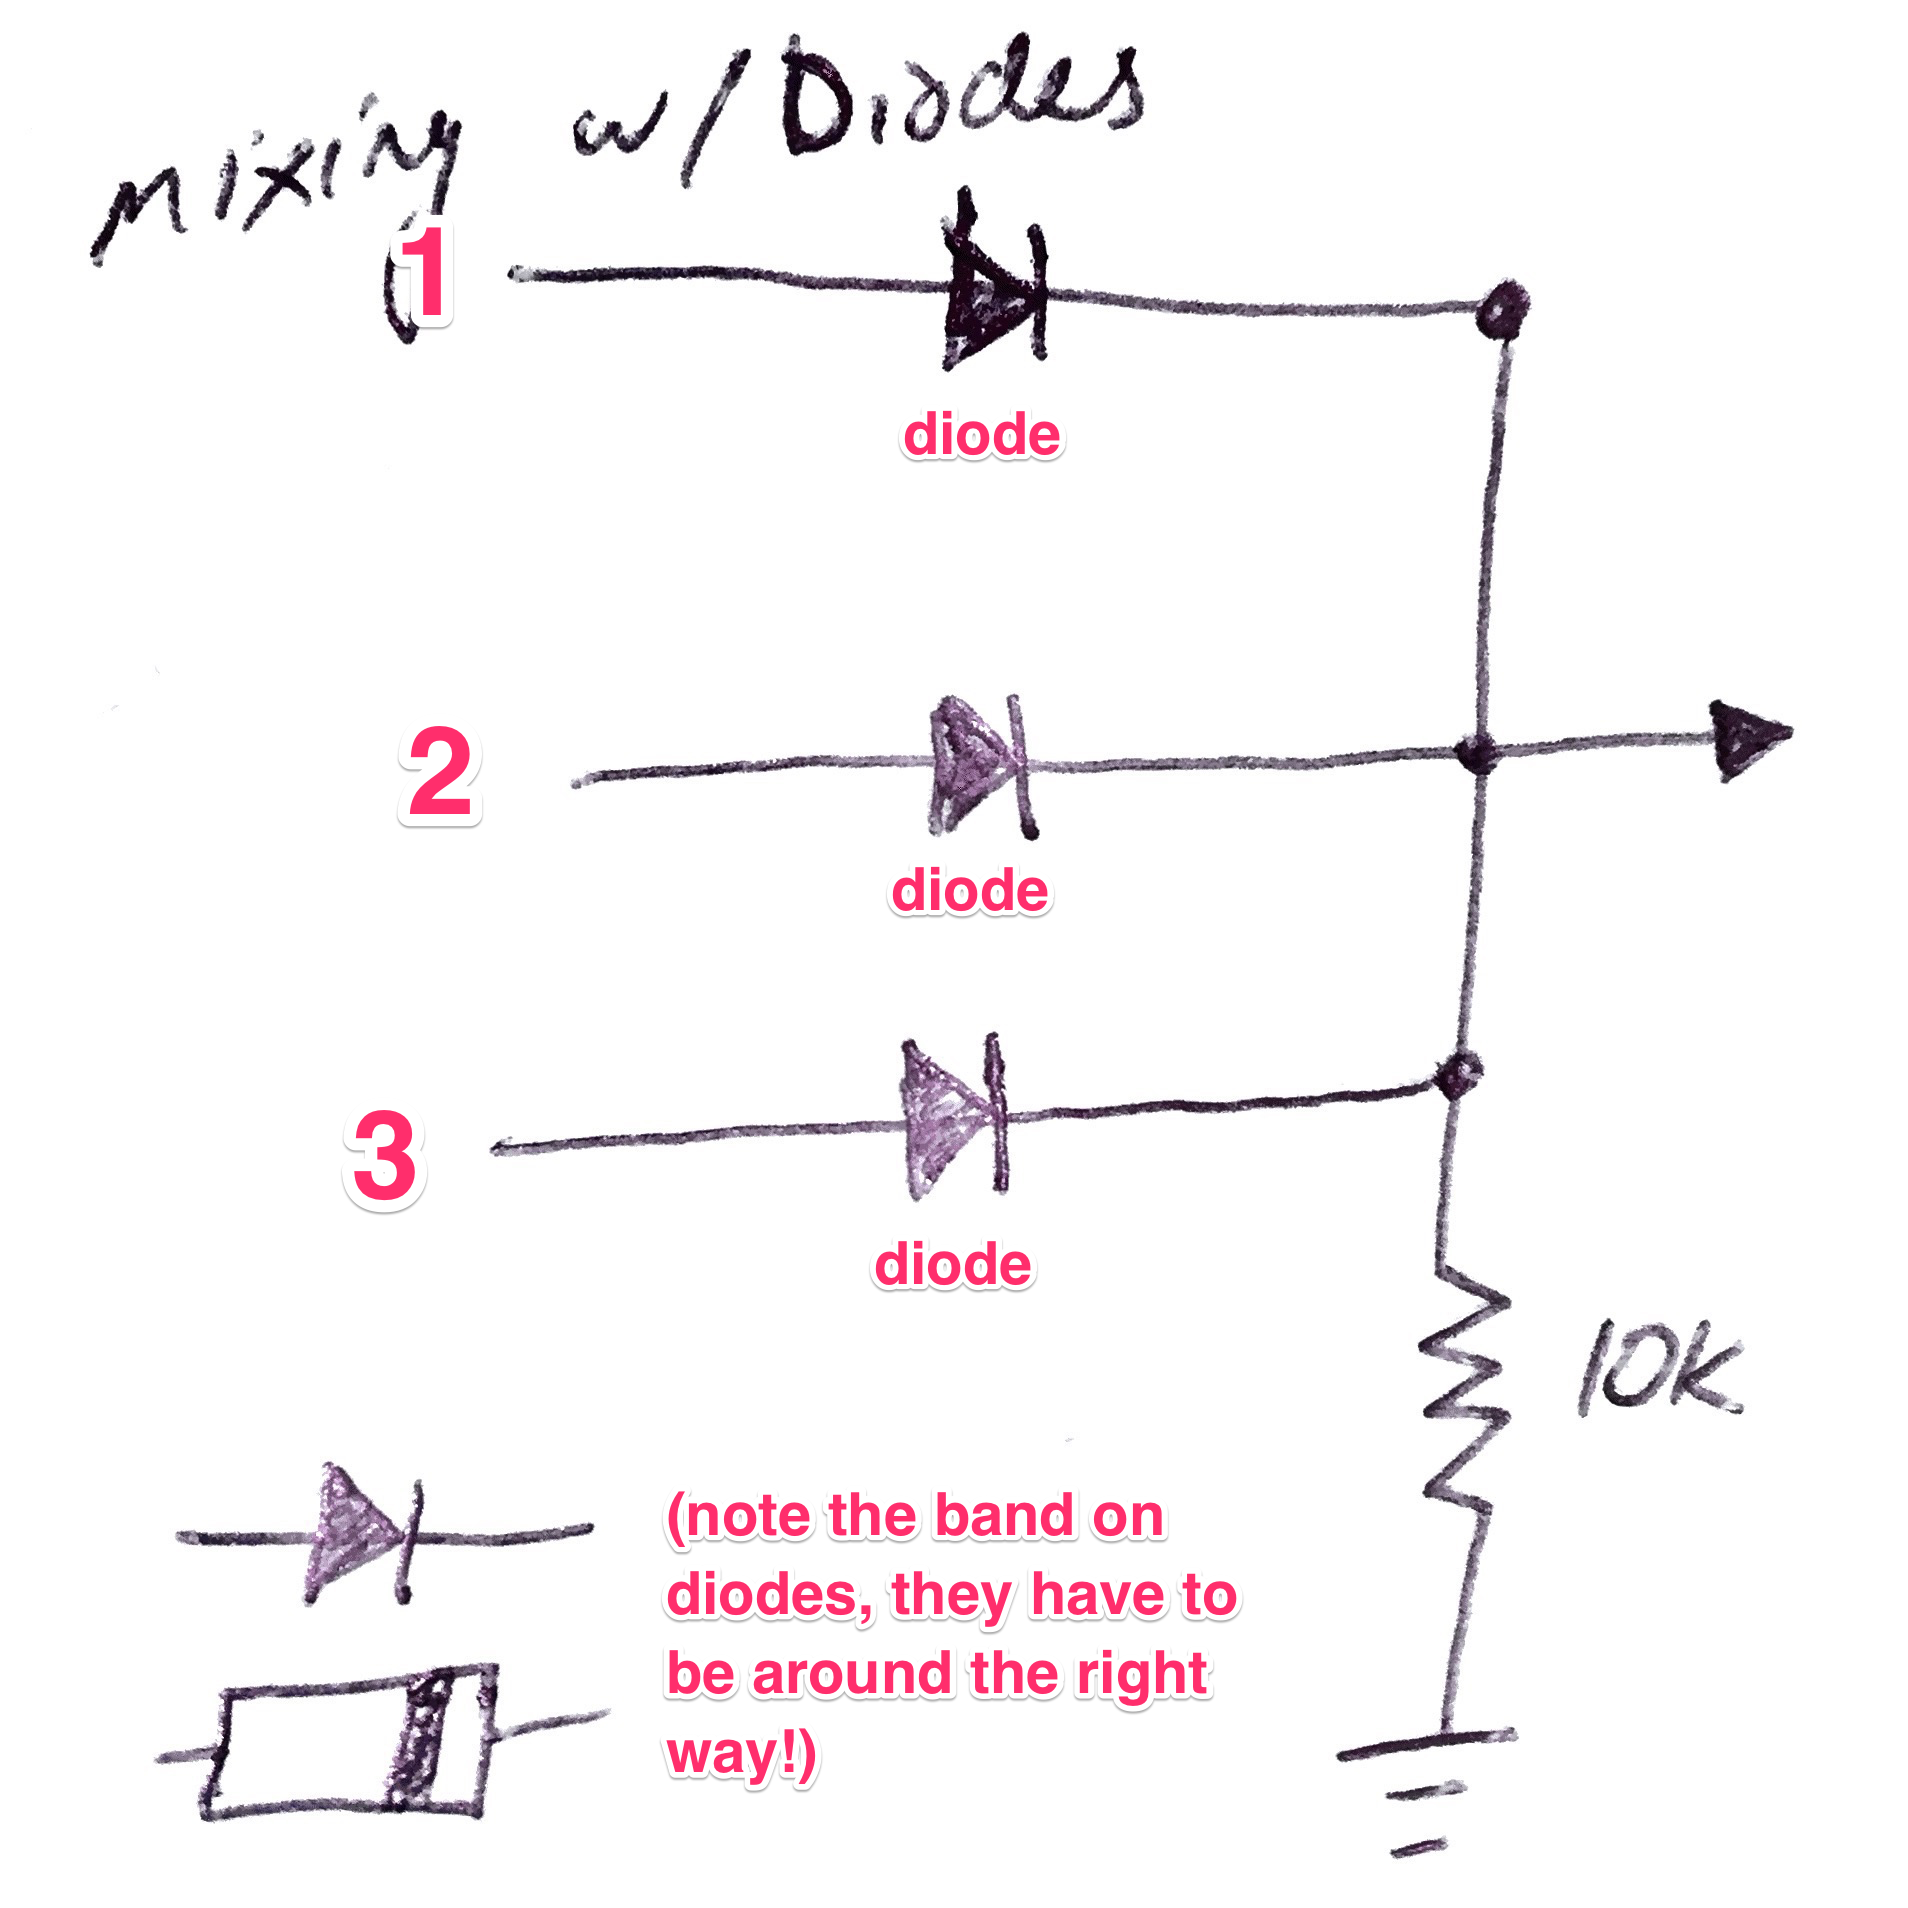 mixing w/Diodes
1
diode
2
diode
3
diode
10K
(note the band on
diodes, they have to
be around the right
way!)